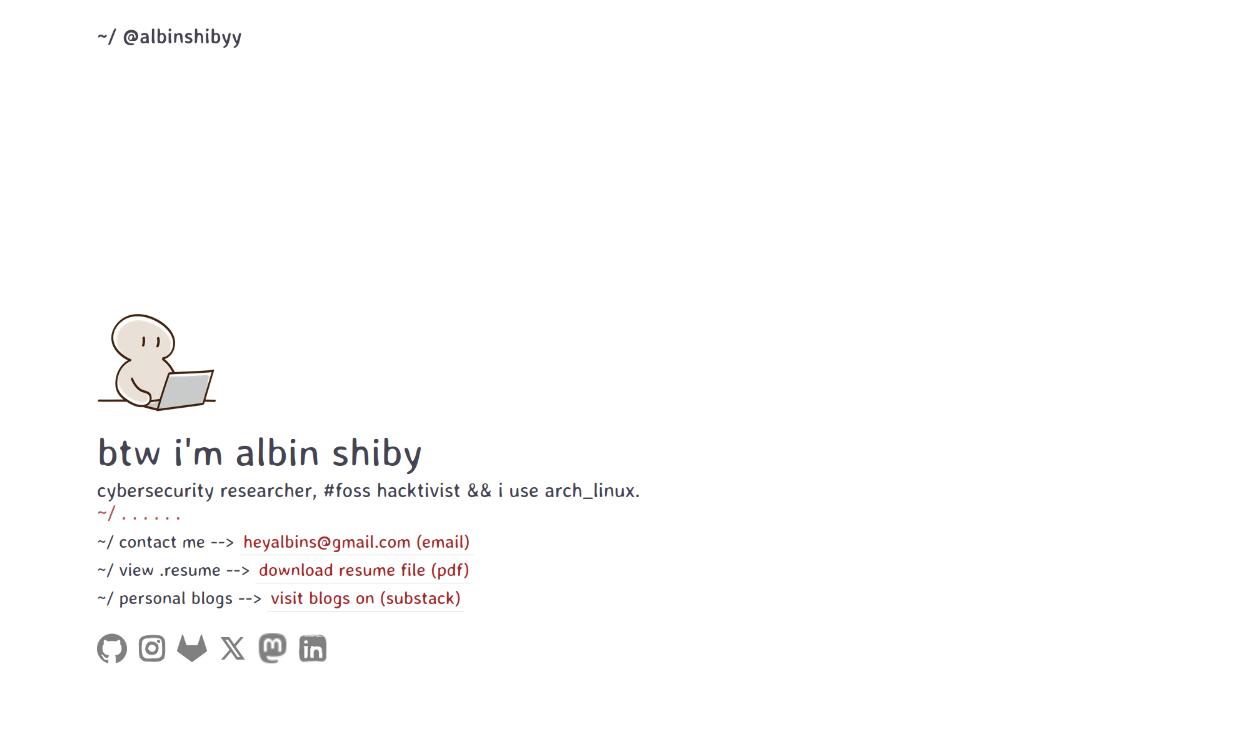 ~/ @albinshibyy
btw i'm albin shiby
cybersecurity researcher, #foss hacktivist && i use arch_linux.
~/ . . . . . .
~/ contact me --> heyalbins@gmail.com (email)
~/ view .resume --> download resume file (pdf)
~/ personal blogs --> visit blogs on (substack)